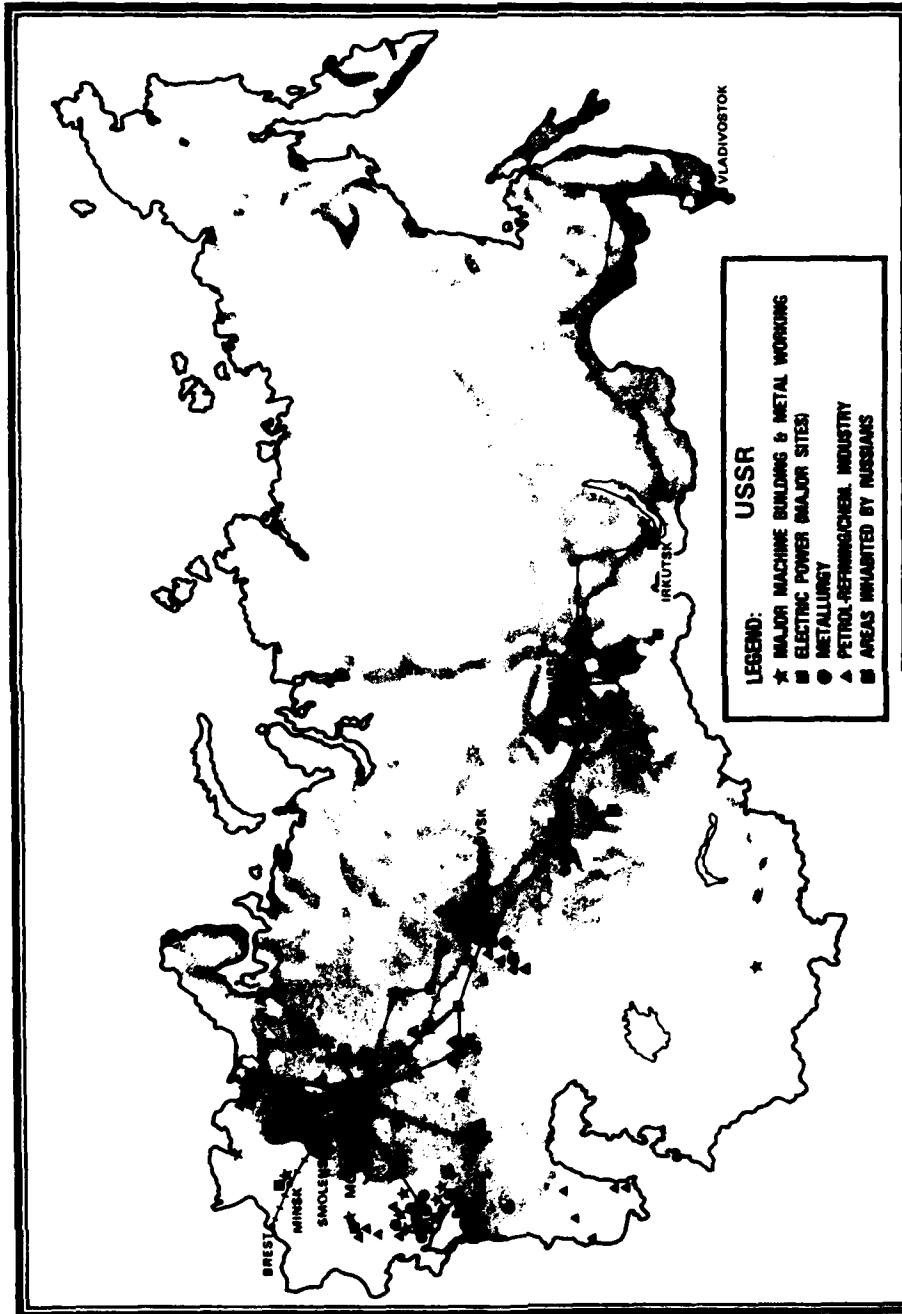 BREST
MINSK
VLADIVOSTOK
IRKUTSK
USSR
LEGEND:
★ MAJOR MACHINE BUILDING & METAL WORKING
■ ELECTRIC POWER (MAJOR SITES)
● METALLURGY
▲ PETROL-REFINING/CHEM. INDUSTRY
■ AREAS INHABITED BY RUSSIANS